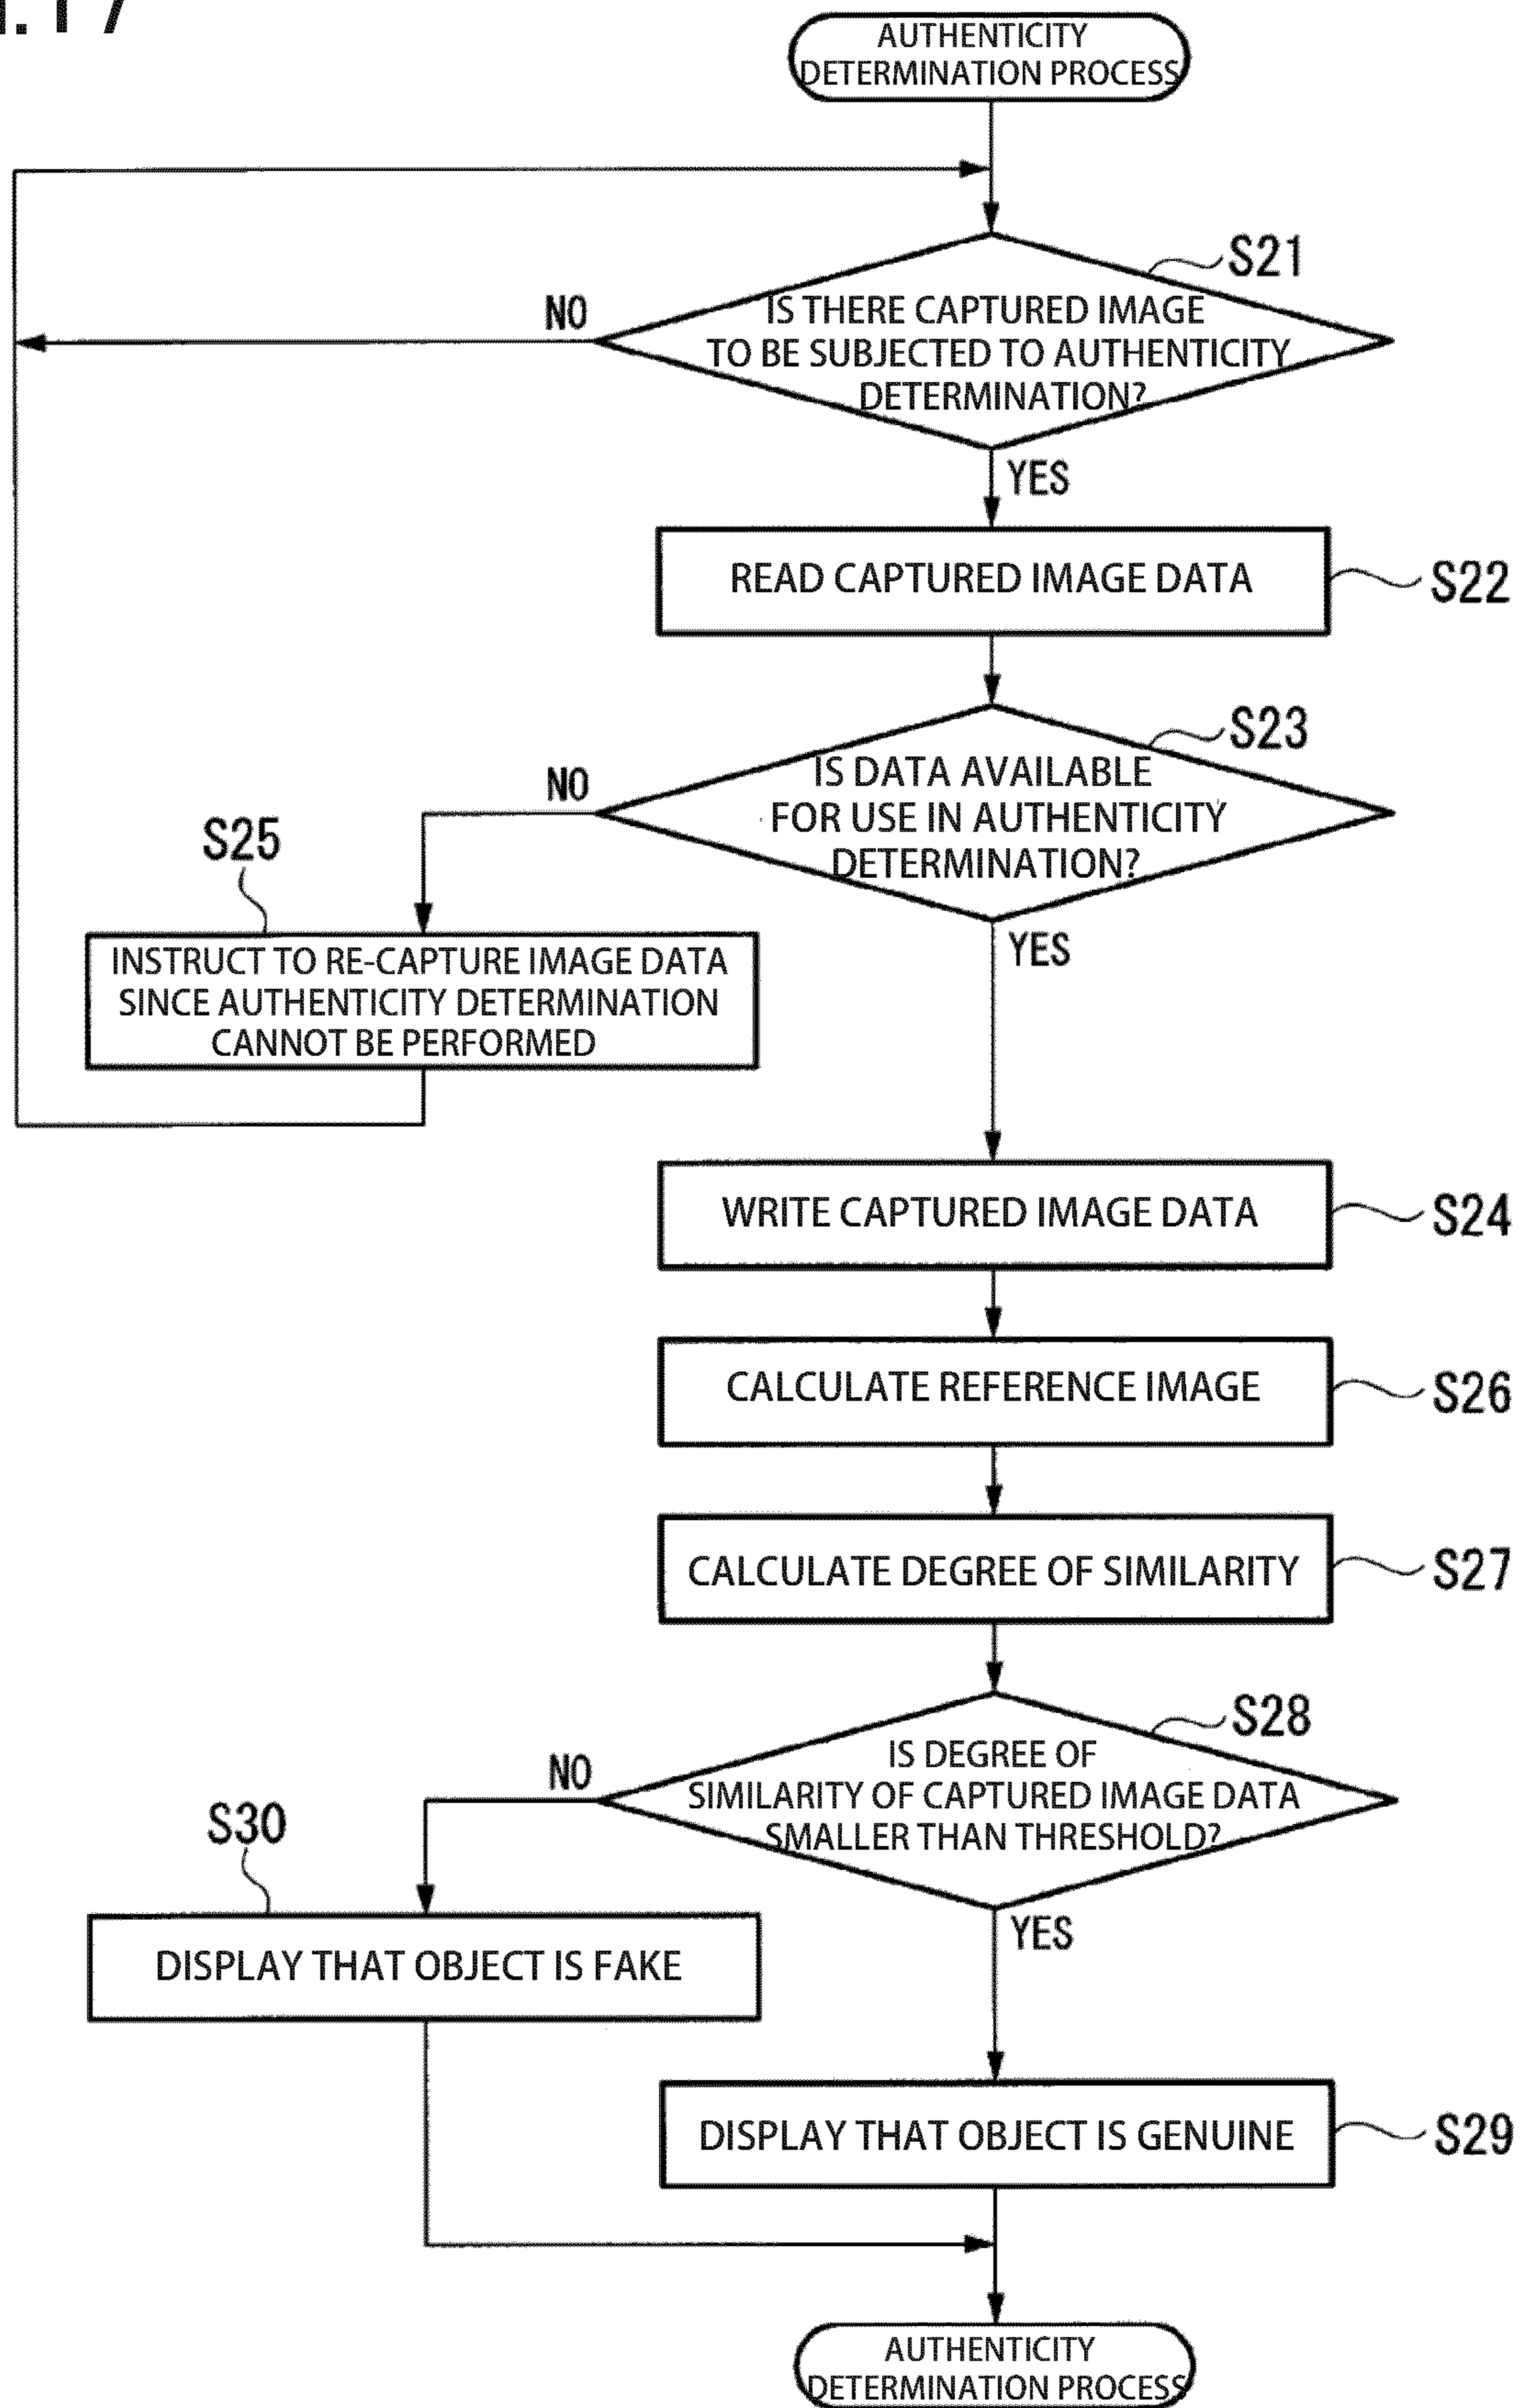 AUTHENTICITY
DETERMINATION PROCESS
S21
NO
IS THERE CAPTURED IMAGE
TO BE SUBJECTED TO AUTHENTICITY
DETERMINATION?
YES
READ CAPTURED IMAGE DATA
S22
S23
NO
IS DATA AVAILABLE
FOR USE IN AUTHENTICITY
DETERMINATION?
YES
S25
INSTRUCT TO RE-CAPTURE IMAGE DATA
SINCE AUTHENTICITY DETERMINATION
CANNOT BE PERFORMED
WRITE CAPTURED IMAGE DATA
S24
CALCULATE REFERENCE IMAGE
S26
CALCULATE DEGREE OF SIMILARITY
S27
S28
NO
IS DEGREE OF
SIMILARITY OF CAPTURED IMAGE DATA
SMALLER THAN THRESHOLD?
YES
S30
DISPLAY THAT OBJECT IS FAKE
DISPLAY THAT OBJECT IS GENUINE
S29
AUTHENTICITY
DETERMINATION PROCESS